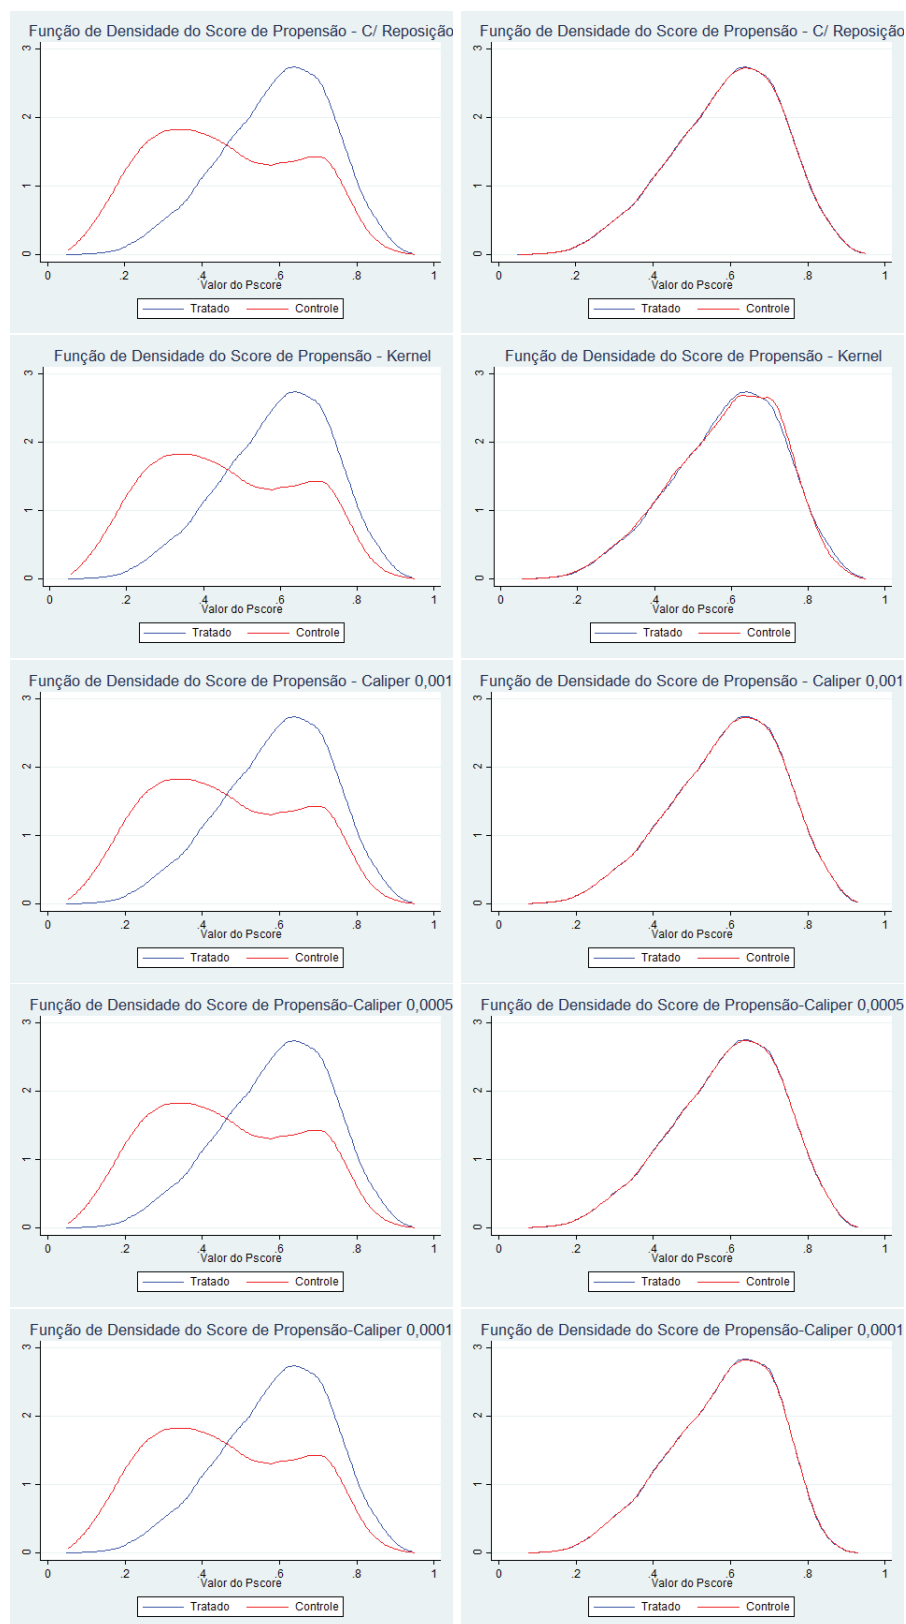 Função de Densidade do Score de Propensão - C/ Reposição
3
2
1
0
0 .2 .4 .6 .8 1
Valor do Pscore
Tratado Controle
Função de Densidade do Score de Propensão - C/ Reposição
3
2
1
0
0 .2 .4 .6 .8 1
Valor do Pscore
Tratado Controle
Função de Densidade do Score de Propensão - Kernel
3
2
1
0
0 .2 .4 .6 .8 1
Valor do Pscore
Tratado Controle
Função de Densidade do Score de Propensão - Kernel
3
2
1
0
0 .2 .4 .6 .8 1
Valor do Pscore
Tratado Controle
Função de Densidade do Score de Propensão - Caliper 0,001
3
2
1
0
0 .2 .4 .6 .8 1
Valor do Pscore
Tratado Controle
Função de Densidade do Score de Propensão - Caliper 0,001
3
2
1
0
0 .2 .4 .6 .8 1
Valor do Pscore
Tratado Controle
Função de Densidade do Score de Propensão-Caliper 0,0005
3
2
1
0
0 .2 .4 .6 .8 1
Valor do Pscore
Tratado Controle
Função de Densidade do Score de Propensão-Caliper 0,0005
3
2
1
0
0 .2 .4 .6 .8 1
Valor do Pscore
Tratado Controle
Função de Densidade do Score de Propensão-Caliper 0,0001
3
2
1
0
0 .2 .4 .6 .8 1
Valor do Pscore
Tratado Controle
Função de Densidade do Score de Propensão-Caliper 0,0001
3
2
1
0
0 .2 .4 .6 .8 1
Valor do Pscore
Tratado Controle